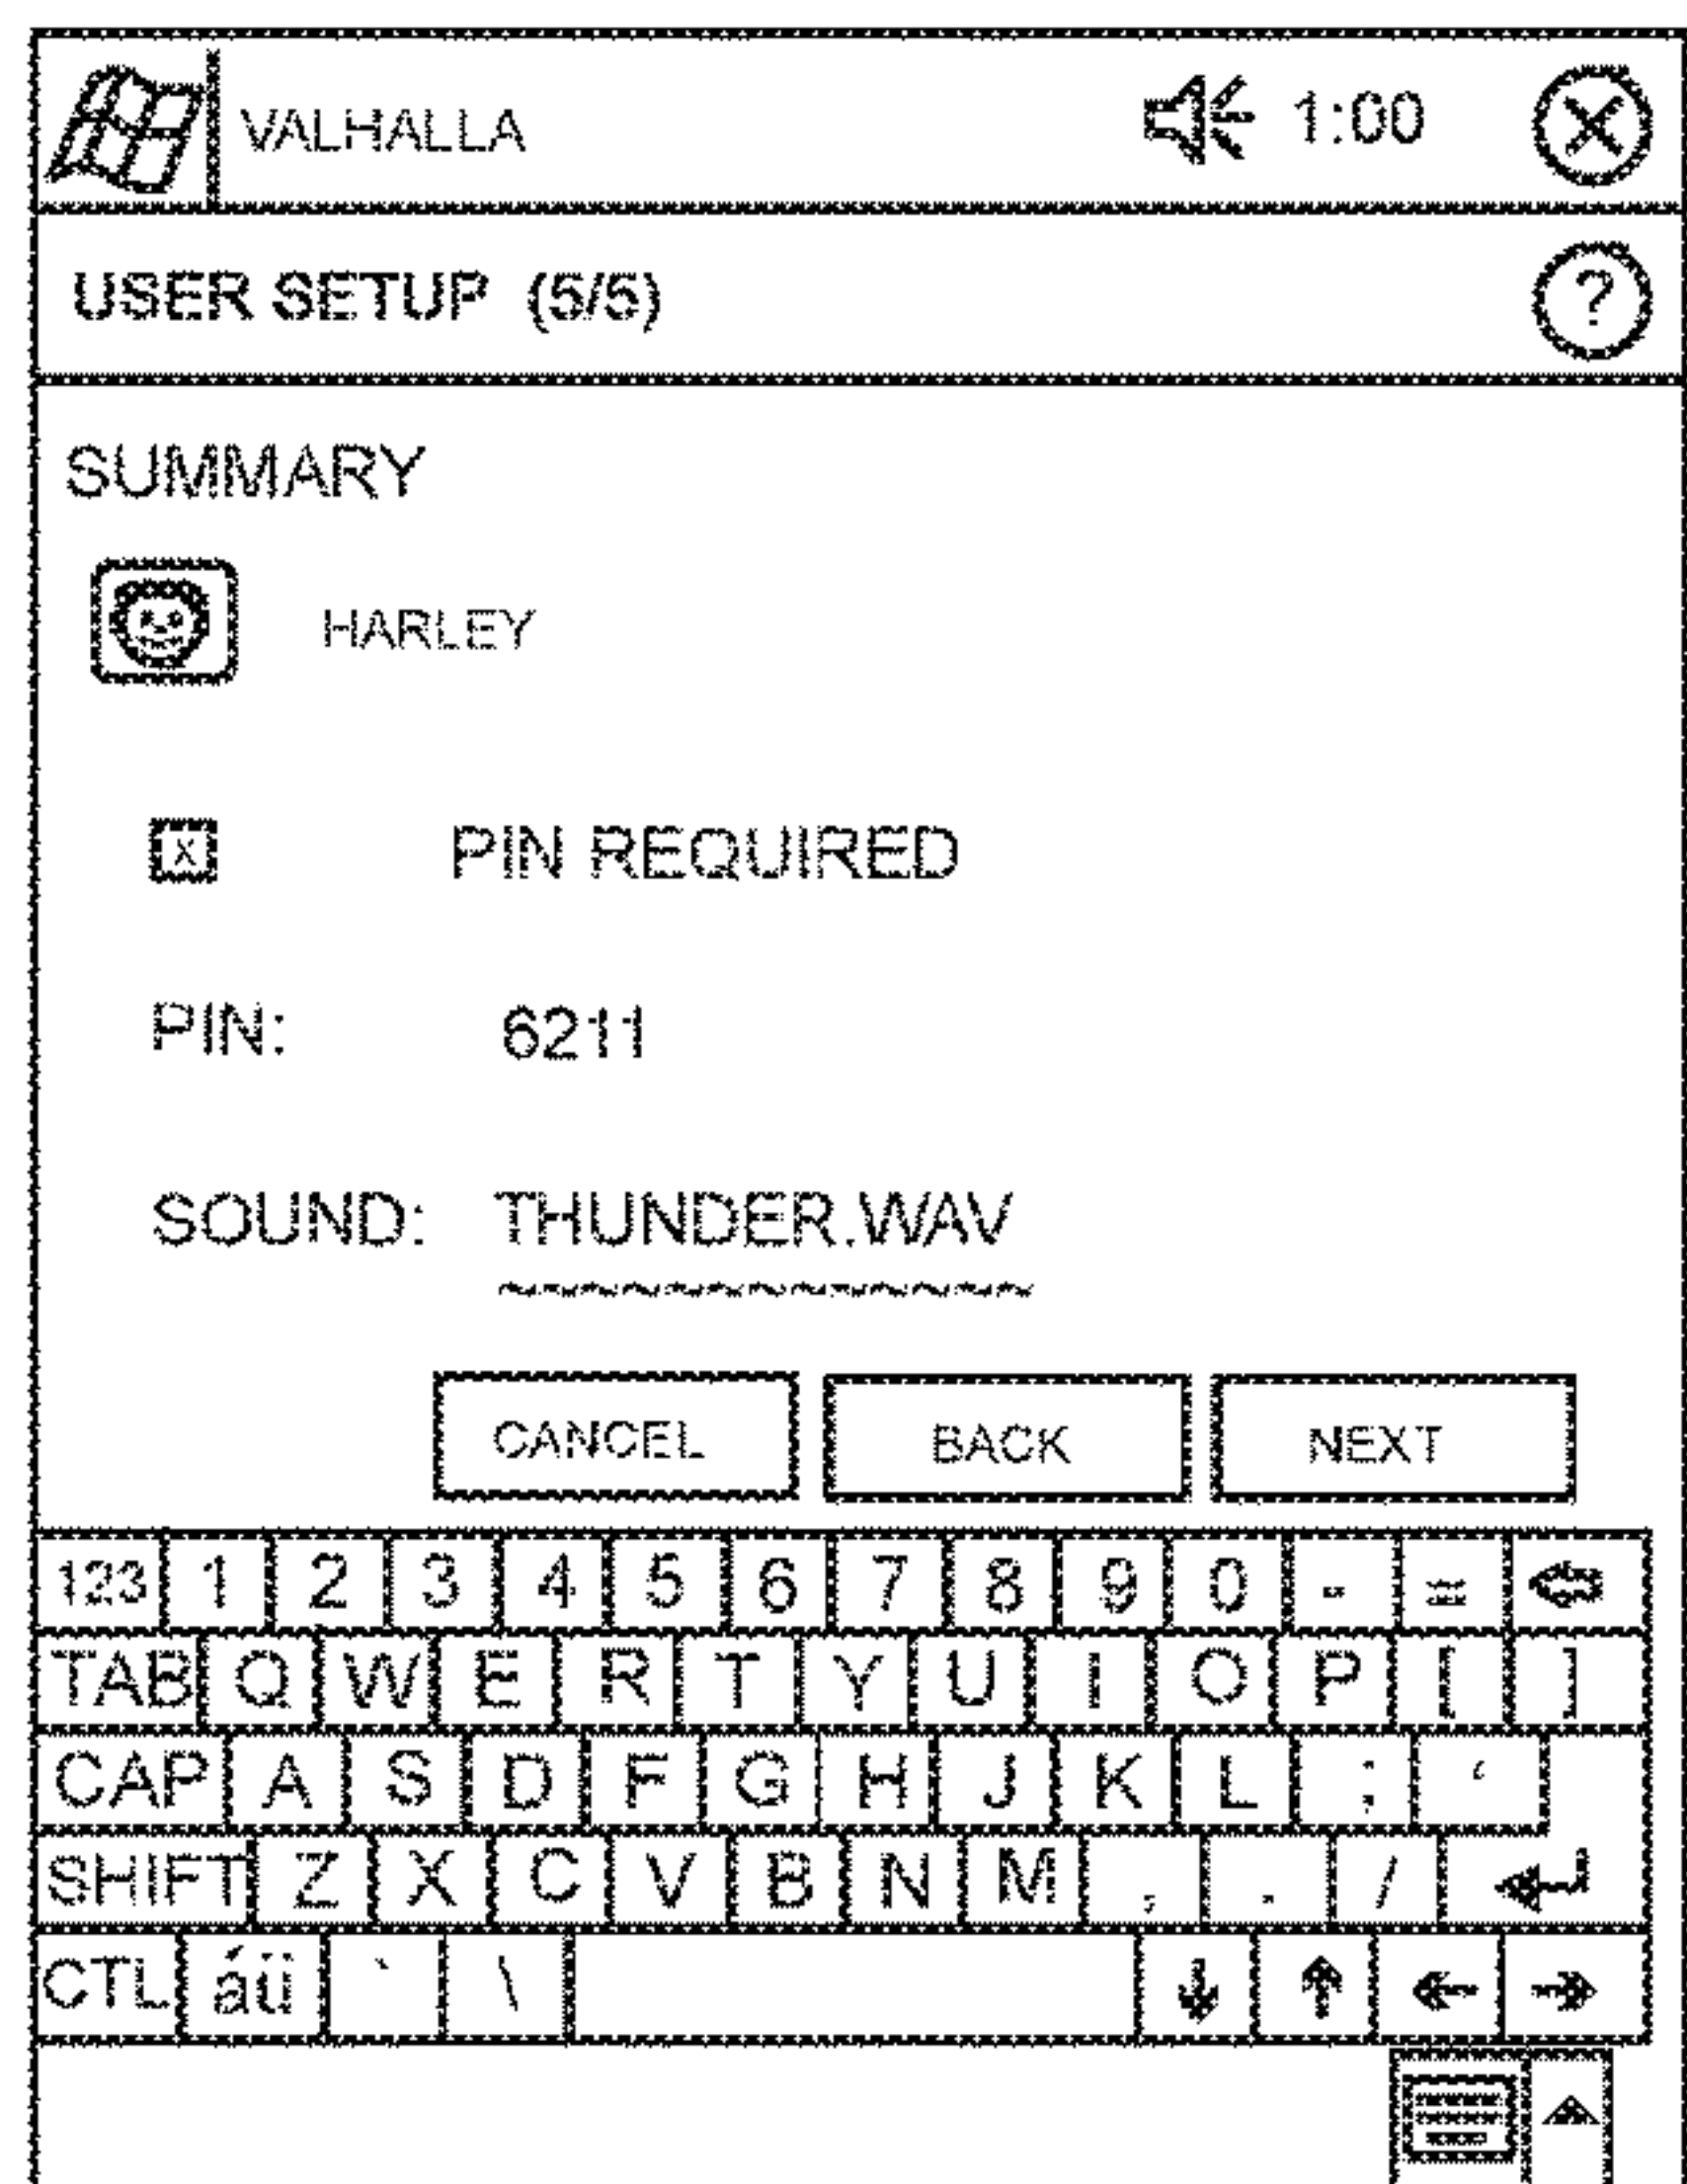 VALHALLA 1:00 X
USER SETUP (5/5) ?
SUMMARY
HARLEY
X PIN REQUIRED
PIN: 6211
SOUND: THUNDER.WAV
CANCEL BACK NEXT
123 1 2 3 4 5 6 7 8 9 0 - =
TAB Q W E R T Y U I O P [ ]
CAP A S D F G H J K L ; ‘
SHIFT Z X C V B N M , . /
CTL áü ` \